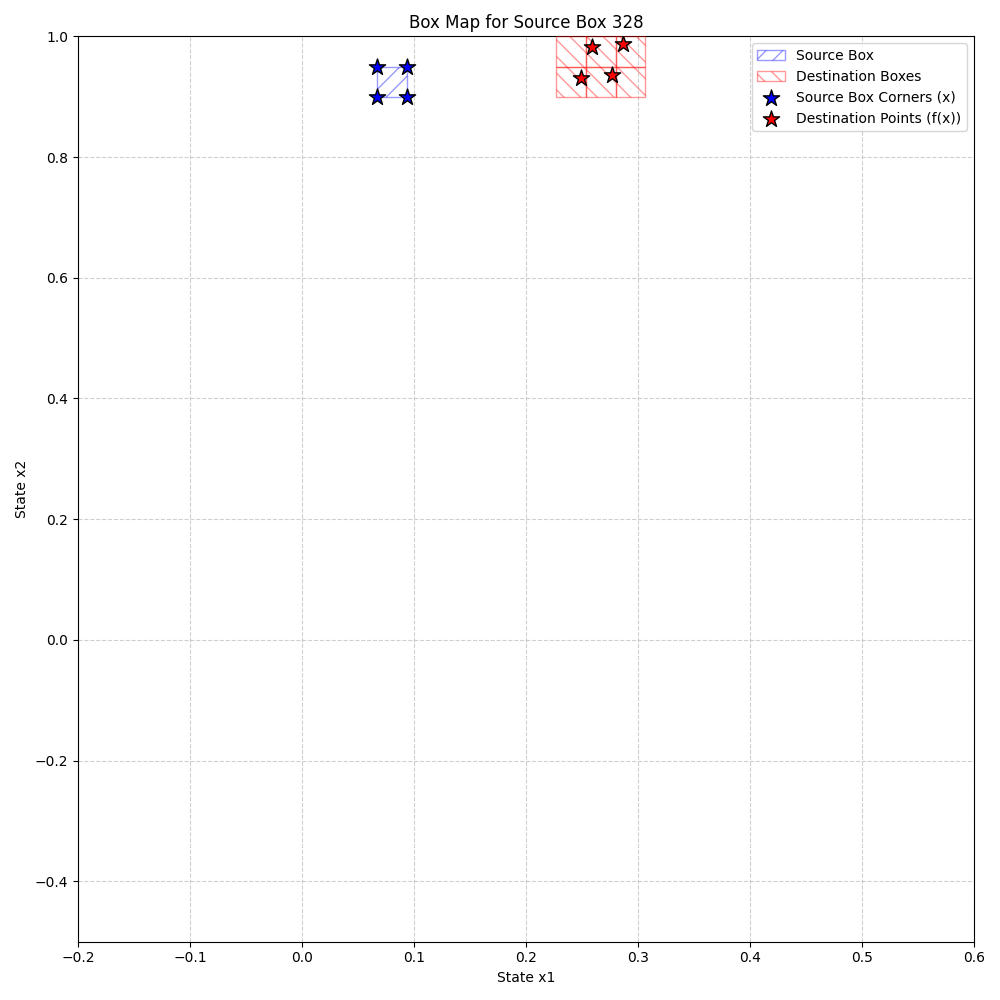 Box Map for Source Box 328
1.0
0.8
0.6
0.4
0.2
0.0
−0.2
−0.4
State x2
Source Box
Destination Boxes
Source Box Corners (x)
Destination Points (f(x))
−0.2 −0.1 0.0 0.1 0.2 0.3 0.4 0.5 0.6
State x1